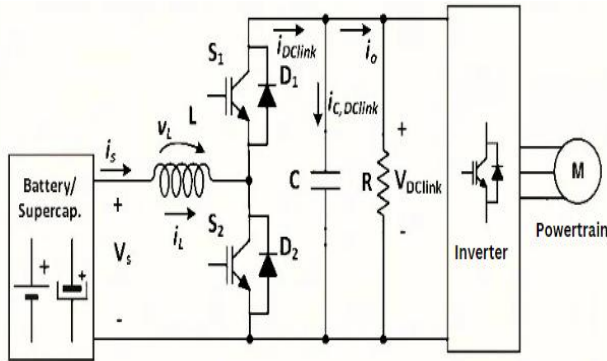 S1
iDClink
io
D1
iC,DClink
vL
L
is
+
Battery/
Supercap.
C
R
VDClink
M
iL
S2
+
Vs
D2
-
Inverter
Powertrain
+
+
-